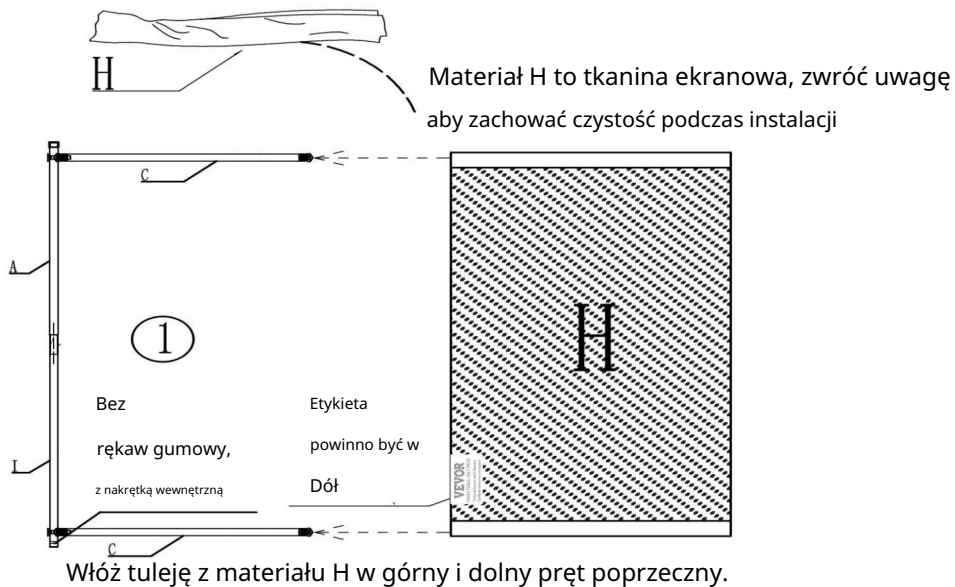 H
Materiał H to tkanina ekranowa, zwróć uwagę
aby zachować czystość podczas instalacji
C
A
H
1
Bez
rękaw gumowy,
z nakrętką wewnętrzną
Etykieta
powinno być w
Dół
I
VEVOR
C
Włóż tuleję z materiału H w górny i dolny pręt poprzeczny.